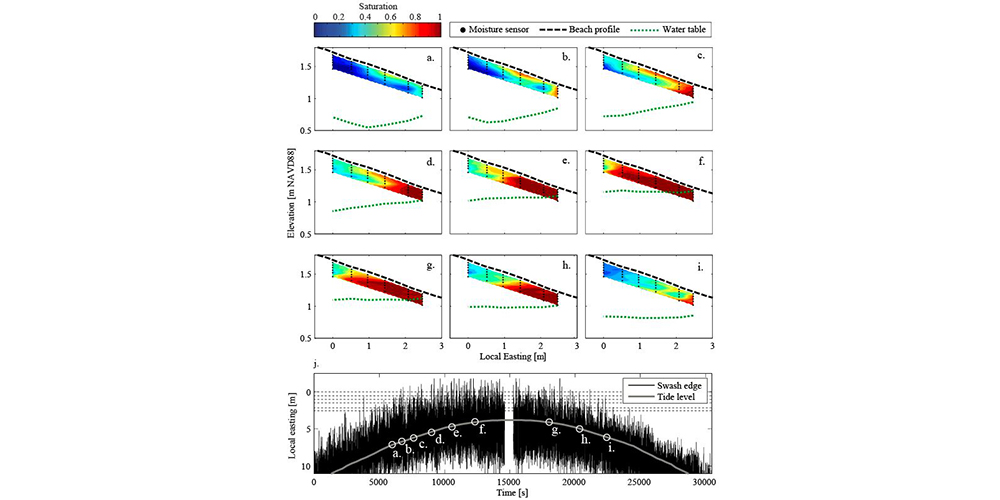 Saturation
0 0.2 0.4 0.6 0.8 1
Moisture sensor Beach profile Water table
a. b. c.
1.5
1
0.5
d. e. f.
1.5
1
0.5
Elevation [m NAVD88]
g. h. i.
1.5
1
0.5
0 1 2 3 0 1 2 3 0 1 2 3
Local Easting [m]
j.
Swash edge
Tide level
0
5
10
Local easting [m]
a. b. c. d. e. f. g. h. i.
0 5000 10000 15000 20000 25000 30000
Time [s]